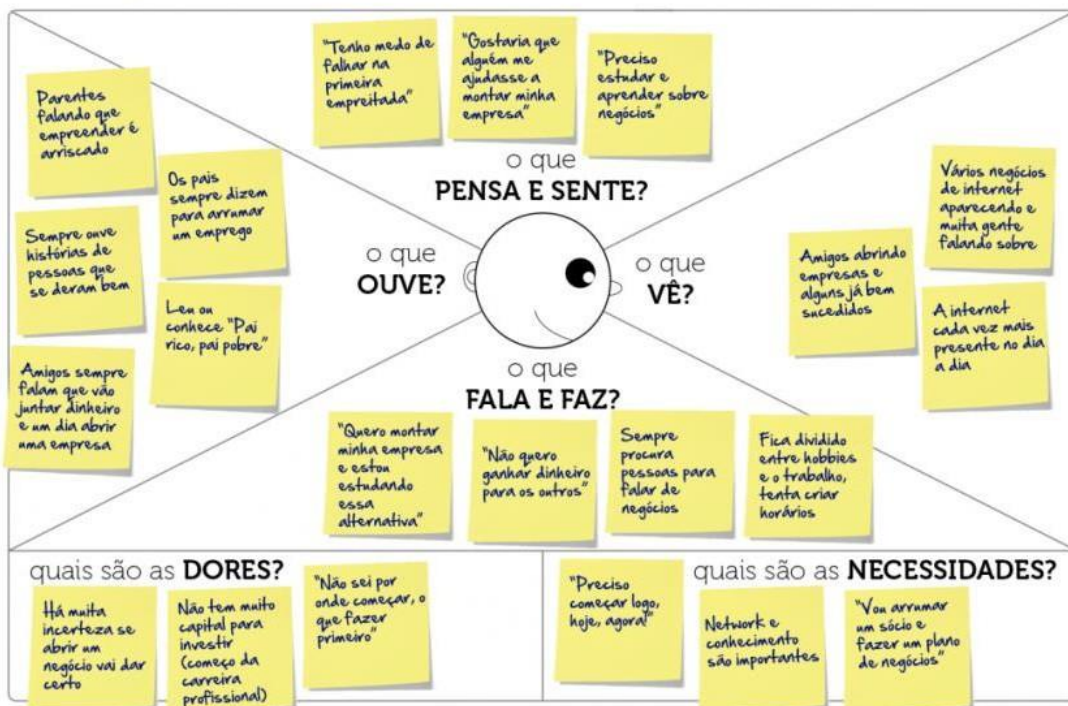 "Tenho medo de
falhar na
primeira
empreitada"
"Gostaria que
alguém me
ajudasse a
montar minha
empresa"
"Preciso
estudar e
aprender sobre
negócios"
o que
PENSA E SENTE?
Parentes
falando que
empreender é
arriscado
Os pais
sempre dizem
para arrumar
um emprego
Sempre ouve
histórias de
pessoas que
se deram bem
Leu ou
conhece "Pai
rico, pai pobre"
Amigos sempre
falam que vão
juntar dinheiro
e um dia abrir
uma empresa
o que
OUVE?
o que
VÊ?
Vários negócios
de internet
aparecendo e
muita gente
falando sobre
Amigos abrindo
empresas e
alguns já bem
sucedidos
A internet
cada vez mais
presente no dia
a dia
o que
FALA E FAZ?
"Quero montar
minha empresa
e estou
estudando
essa
alternativa"
"Não quero
ganhar dinheiro
para os outros"
Sempre
procura
pessoas para
falar de
negócios
Fica dividido
entre hobbies
e o trabalho,
tenta criar
horários
quais são as DORES?
Há muita
incerteza se
abrir um
negócio vai dar
certo
Não tem muito
capital para
investir
(começo da
carreira
profissional)
"Não sei por
onde começar, o
que fazer
primeiro"
quais são as NECESSIDADES?
"Preciso
começar logo,
hoje, agora!"
Network e
conhecimento
são importantes
"Vou arrumar
um sócio e
fazer um plano
de negócios"